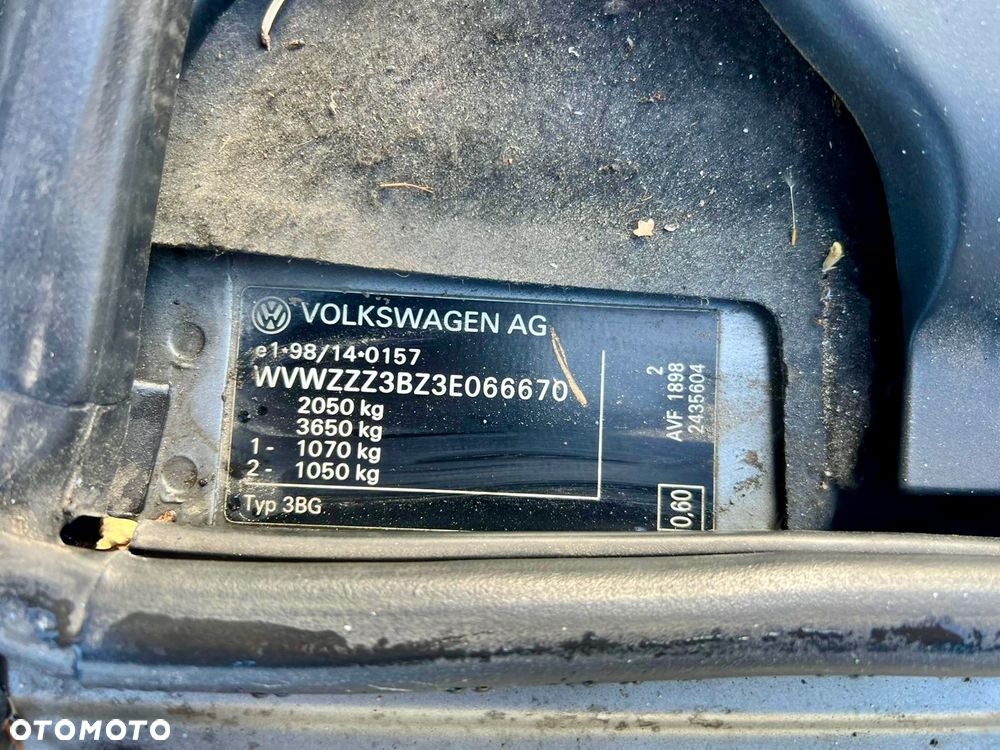 VOLKSWAGEN AG
e1*98/14*0157
WVWZZZ3BZ3E066670
2050 kg
3650 kg
1 - 1070 kg
2 - 1050 kg
Typ 3BG
2
AVF 1898
2435604
0,60
OTOMOTO